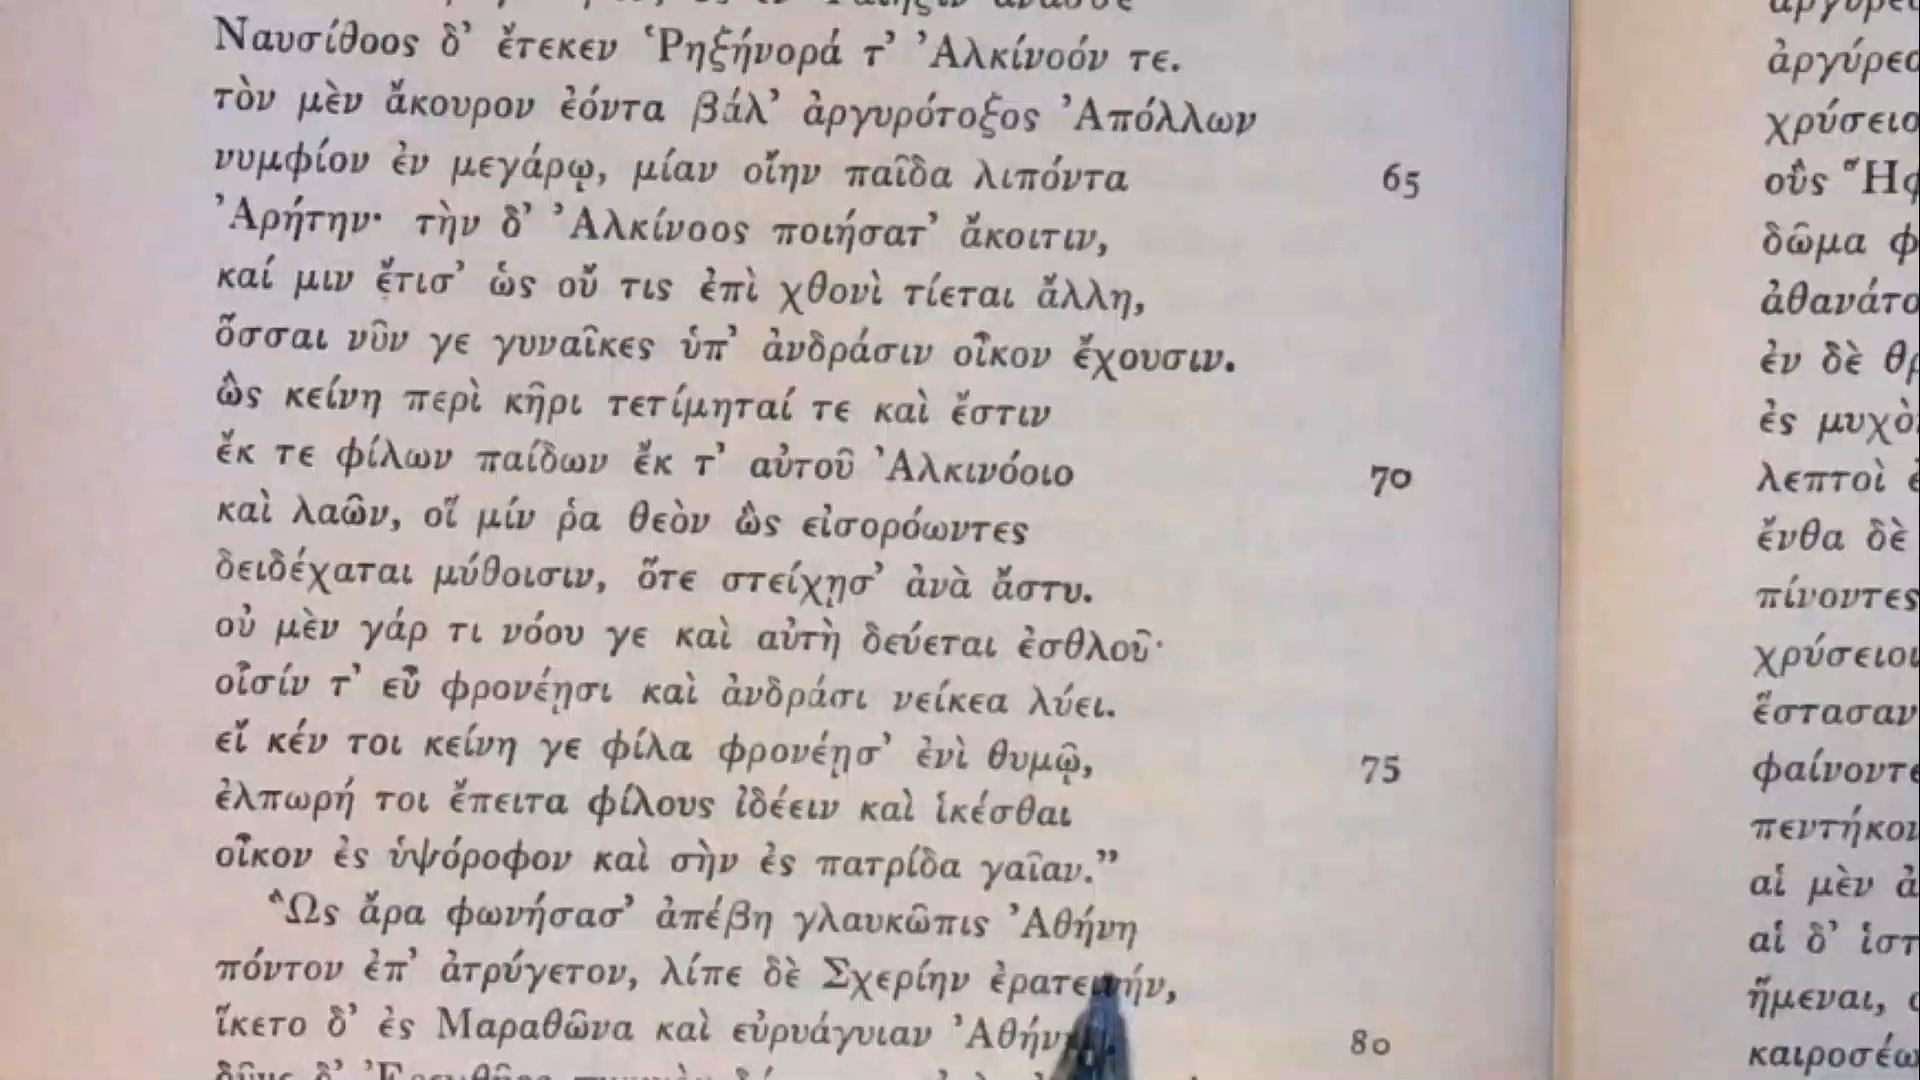 Ναυσίθοος δ’ ἔτεκεν Ῥηξήνορά τ’ Ἀλκίνοόν τε.
τὸν μὲν ἄκουρον ἐόντα βάλ’ ἀργυρότοξος Ἀπόλλων
νυμφίον ἐν μεγάρῳ, μίαν οἴην παῖδα λιπόντα 65
Ἀρήτην· τὴν δ’ Ἀλκίνοος ποιήσατ’ ἄκοιτιν,
καί μιν ἔτισ’ ὡς οὔ τις ἐπὶ χθονὶ τίεται ἄλλη,
ὅσσαι νῦν γε γυναῖκες ὑπ’ ἀνδράσιν οἶκον ἔχουσιν.
ὣς κείνη περὶ κῆρι τετίμηταί τε καὶ ἔστιν
ἔκ τε φίλων παίδων ἔκ τ’ αὐτοῦ Ἀλκινόοιο 70
καὶ λαῶν, οἵ μίν ῥα θεὸν ὣς εἰσορόωντες
δειδέχαται μύθοισιν, ὅτε στείχῃσ’ ἀνὰ ἄστυ.
οὐ μὲν γάρ τι νόου γε καὶ αὐτὴ δεύεται ἐσθλοῦ·
οἷσίν τ’ εὖ φρονέῃσι καὶ ἀνδράσι νείκεα λύει.
εἴ κέν τοι κείνη γε φίλα φρονέῃσ’ ἐνὶ θυμῷ, 75
ἐλπωρή τοι ἔπειτα φίλους ἰδέειν καὶ ἱκέσθαι
οἶκον ἐς ὑψόροφον καὶ σὴν ἐς πατρίδα γαῖαν.”
Ὣς ἄρα φωνήσασ’ ἀπέβη γλαυκῶπις Ἀθήνη
πόντον ἐπ’ ἀτρύγετον, λίπε δὲ Σχερίην ἐρατεινήν,
ἵκετο δ’ ἐς Μαραθῶνα καὶ εὐρυάγυιαν 80
χρύσειο
οὓς
δῶμα
ἐν δὲ
ἐς
λεπτοὶ
ἔνθα δὲ
πίνοντες
ἕστασαν
αἱ μὲν
αἱ δ’
ἥμεναι,